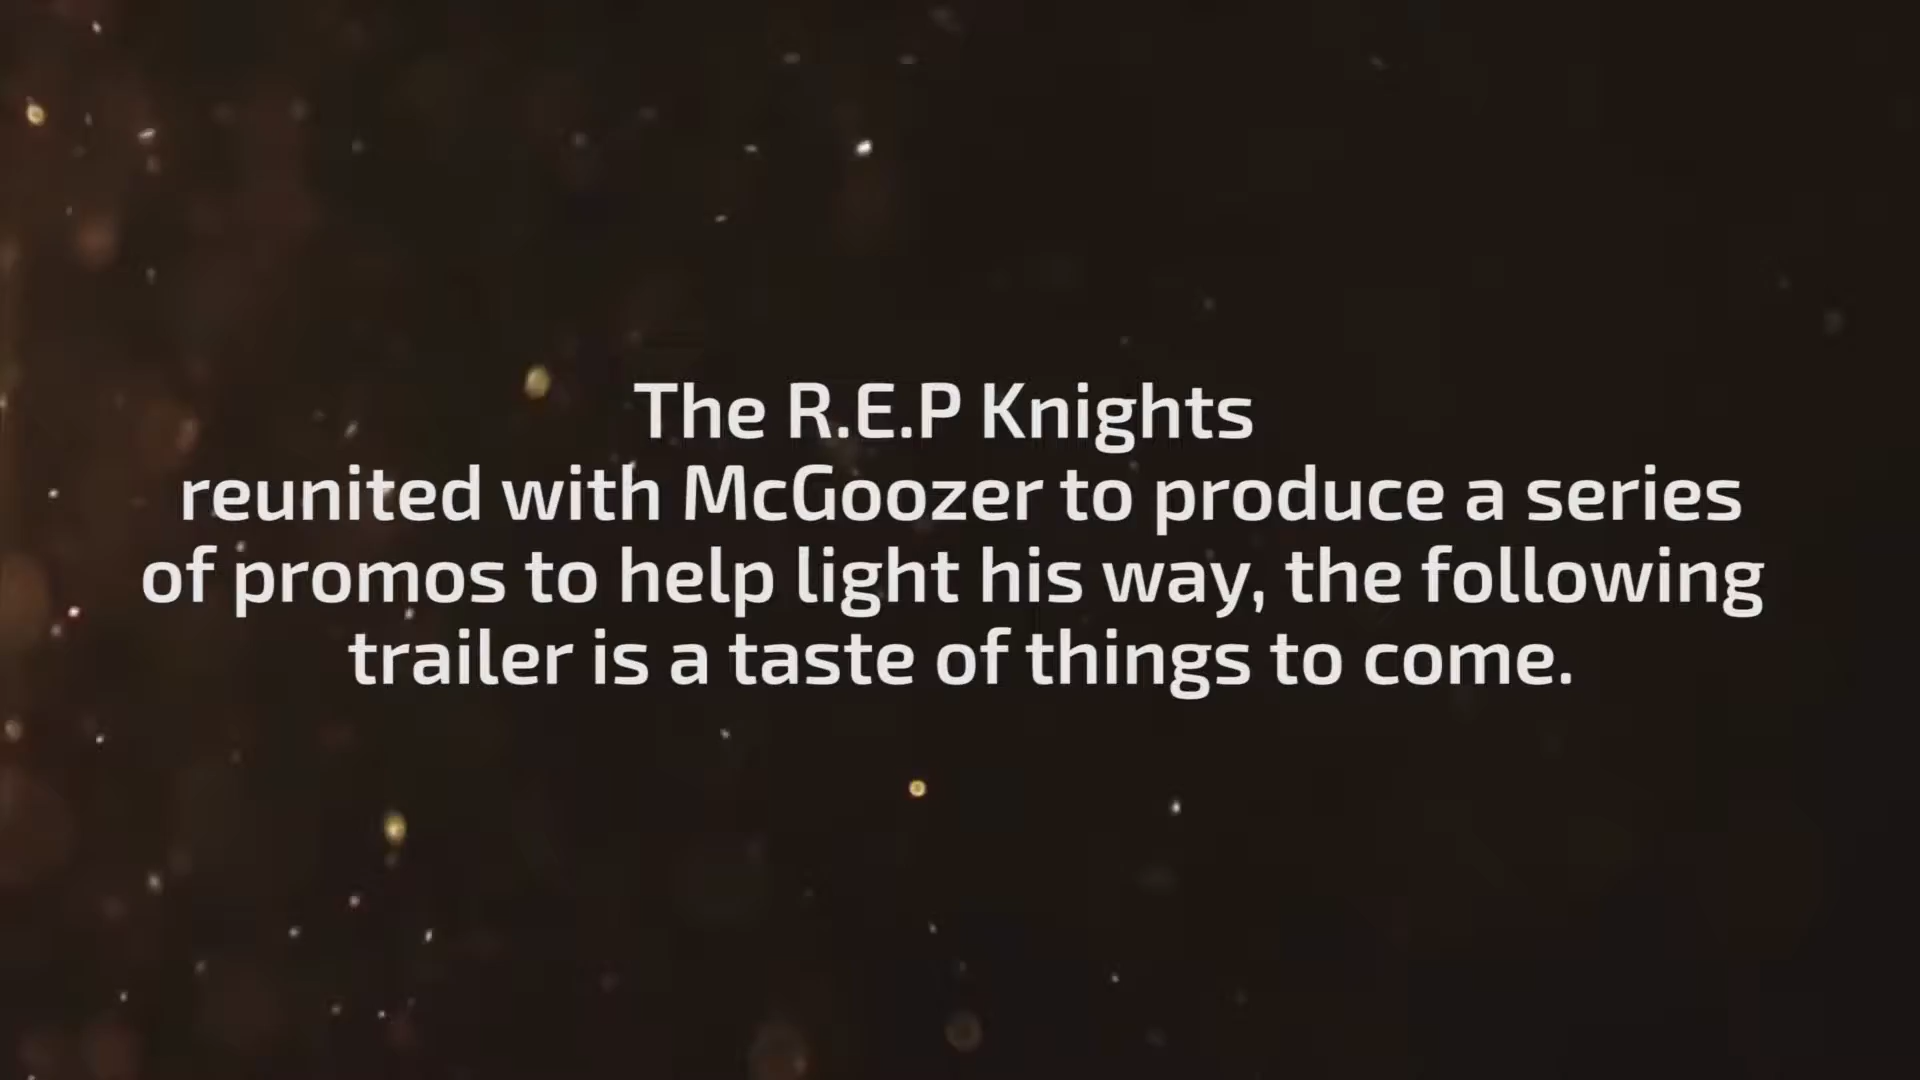 The R.E.P Knights
reunited with McGoozer to produce a series
of promos to help light his way, the following
trailer is a taste of things to come.